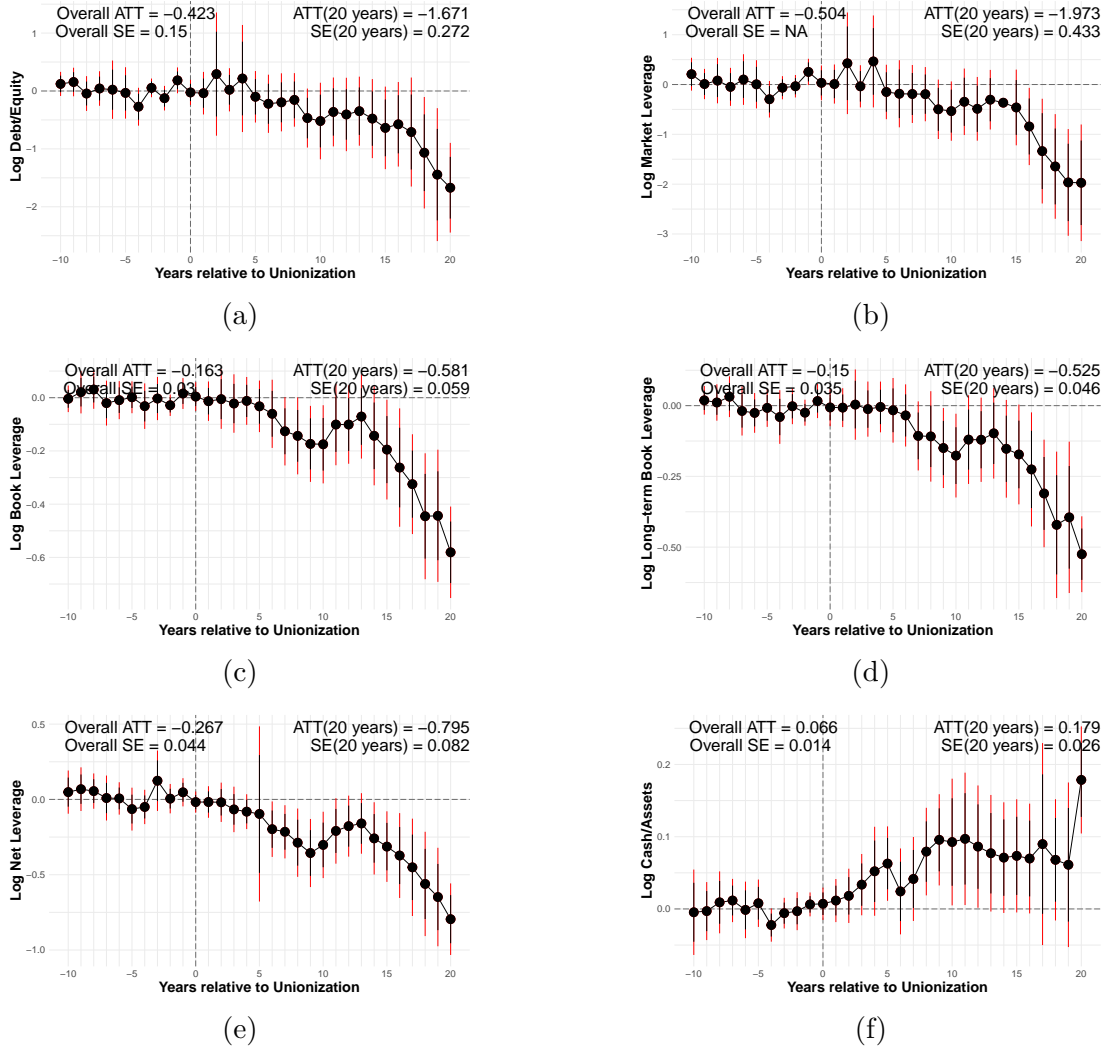 Overall ATT = −0.423 ATT(20 years) = −1.671
Overall SE = 0.15 SE(20 years) = 0.272
Log Debt/Equity
1
0
−1
−2
−10 −5 0 5 10 15 20
Years relative to Unionization
(a)
Overall ATT = −0.504 ATT(20 years) = −1.973
Overall SE = NA SE(20 years) = 0.433
Log Market Leverage
1
0
−1
−2
−3
−10 −5 0 5 10 15 20
Years relative to Unionization
(b)
Overall ATT = −0.163 ATT(20 years) = −0.581
Overall SE = 0.03 SE(20 years) = 0.059
Log Book Leverage
0.0
−0.2
−0.4
−0.6
−10 −5 0 5 10 15 20
Years relative to Unionization
(c)
Overall ATT = −0.15 ATT(20 years) = −0.525
Overall SE = 0.035 SE(20 years) = 0.046
Log Long−term Book Leverage
0.00
−0.25
−0.50
−10 −5 0 5 10 15 20
Years relative to Unionization
(d)
Overall ATT = −0.267 ATT(20 years) = −0.795
Overall SE = 0.044 SE(20 years) = 0.082
Log Net Leverage
0.5
0.0
−0.5
−1.0
−10 −5 0 5 10 15 20
Years relative to Unionization
(e)
Overall ATT = 0.066 ATT(20 years) = 0.179
Overall SE = 0.014 SE(20 years) = 0.026
Log Cash/Assets
0.2
0.1
0.0
−10 −5 0 5 10 15 20
Years relative to Unionization
(f)